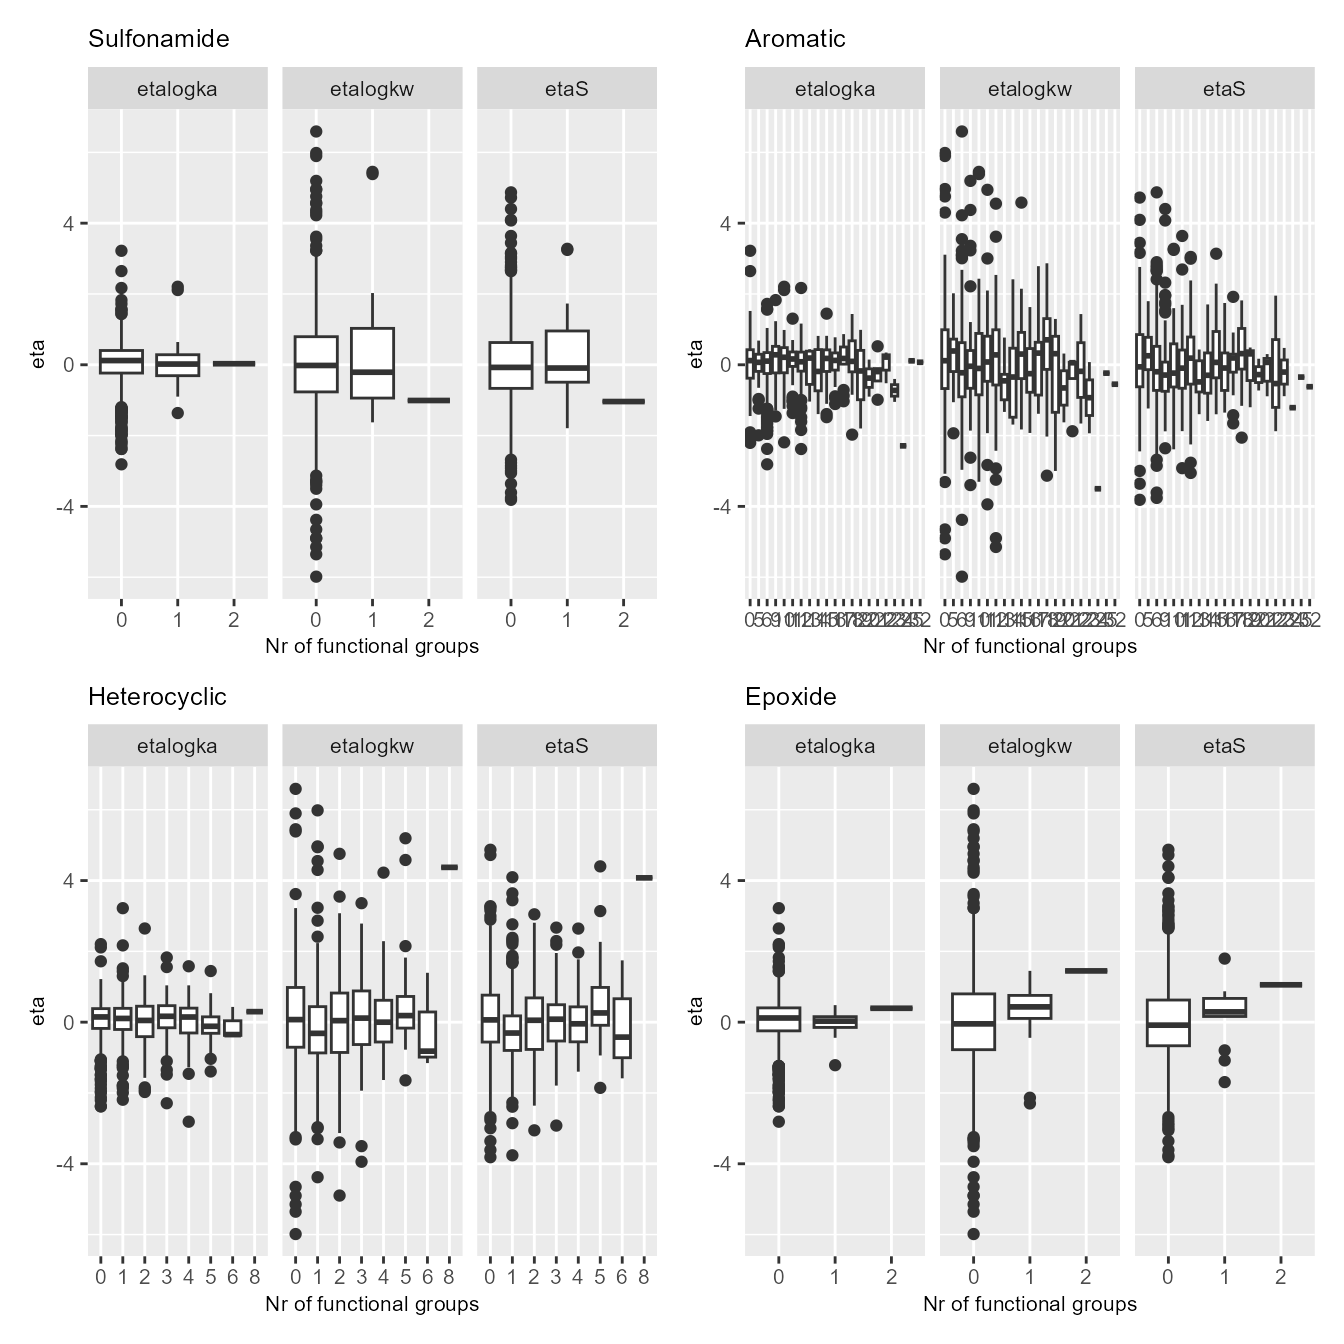 Sulfonamide
etalogka etalogkw etaS
eta
4
0
-4
0 1 2 0 1 2 0 1 2
Nr of functional groups
Aromatic
etalogka etalogkw etaS
eta
4
0
-4
Nr of functional groups
Heterocyclic
etalogka etalogkw etaS
eta
4
0
-4
0 1 2 3 4 5 6 8 0 1 2 3 4 5 6 8 0 1 2 3 4 5 6 8
Nr of functional groups
Epoxide
etalogka etalogkw etaS
eta
4
0
-4
0 1 2 0 1 2 0 1 2
Nr of functional groups